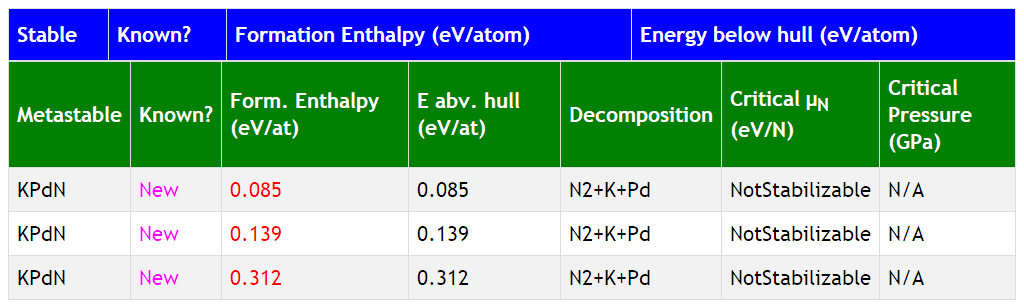 Stable Known? Formation Enthalpy (eV/atom) Energy below hull (eV/atom)
Metastable Known? Form. Enthalpy (eV/at) E abv. hull (eV/at) Decomposition Critical μN (eV/N) Critical Pressure (GPa)
KPdN New 0.085 0.085 N2+K+Pd NotStabilizable N/A
KPdN New 0.139 0.139 N2+K+Pd NotStabilizable N/A
KPdN New 0.312 0.312 N2+K+Pd NotStabilizable N/A